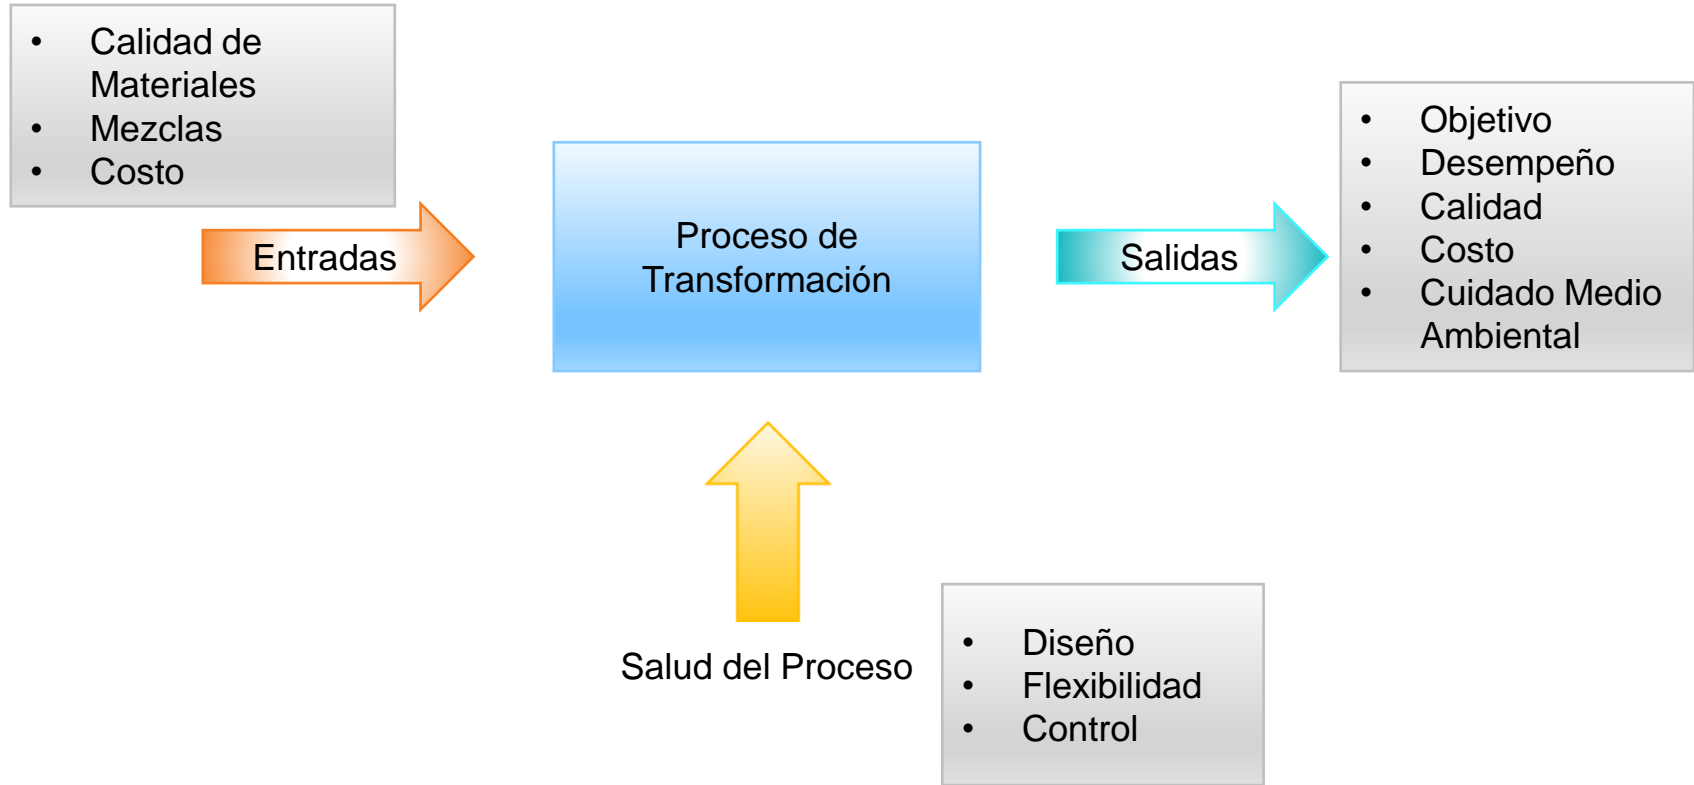 • Calidad de
Materiales
• Mezclas
• Costo
Entradas
Proceso de
Transformación
Salidas
• Objetivo
• Desempeño
• Calidad
• Costo
• Cuidado Medio
Ambiental
Salud del Proceso
• Diseño
• Flexibilidad
• Control